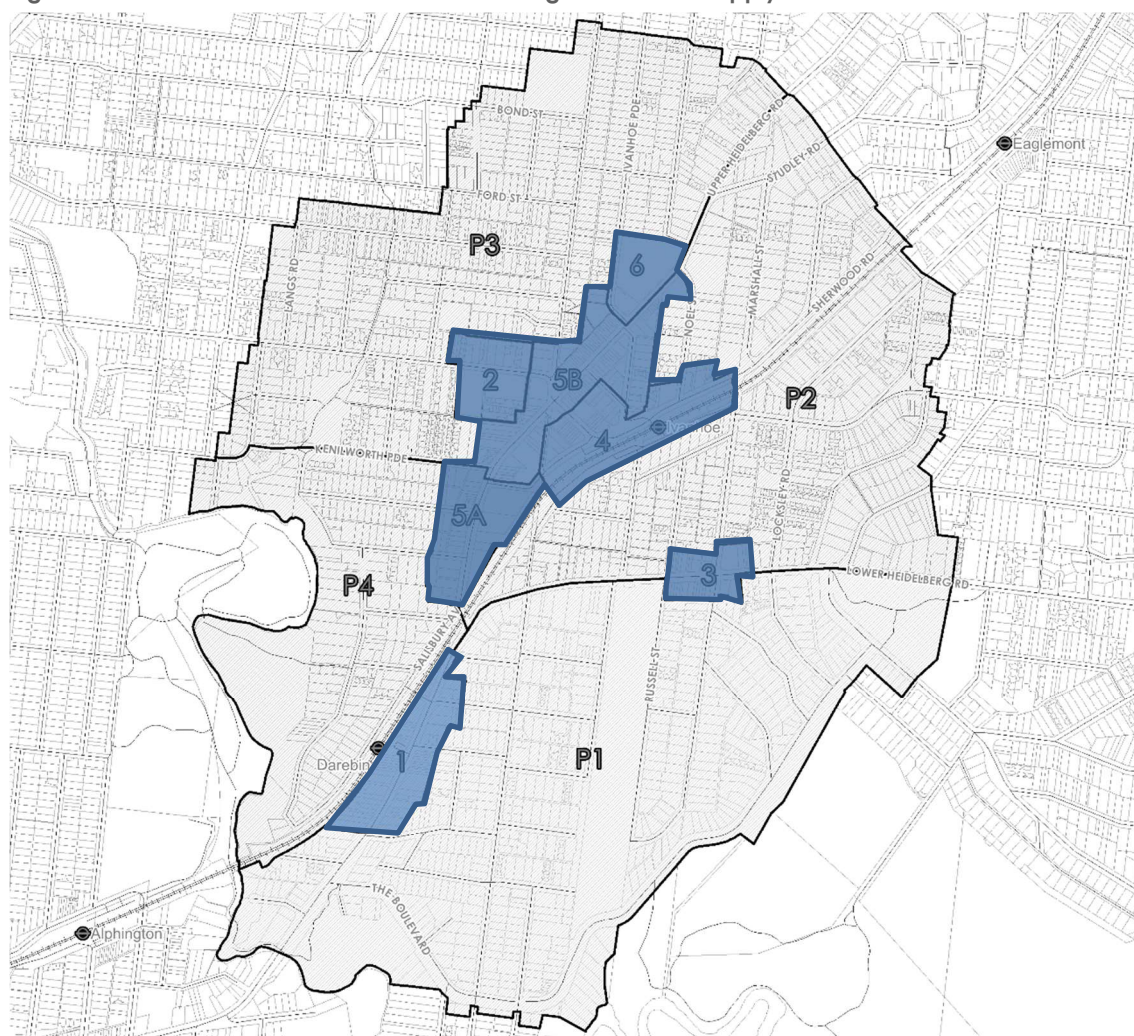 BOND ST
IVANHOE PDE
UPPER HEIDELBERG RD
Eaglemont
STUDLEY RD
FORD ST
P3
6
LANGS RD
MARSHALL ST
SHERWOOD RD
NOEL ST
2
5B
P2
4
Ivanhoe
KENILWORTH PDE
5A
LOCKSLEY RD
P4
3
LOWER HEIDELBERG RD
SALISBURY AV
RUSSELL ST
Darebin
1
P1
THE BOULEVARD
Alphington